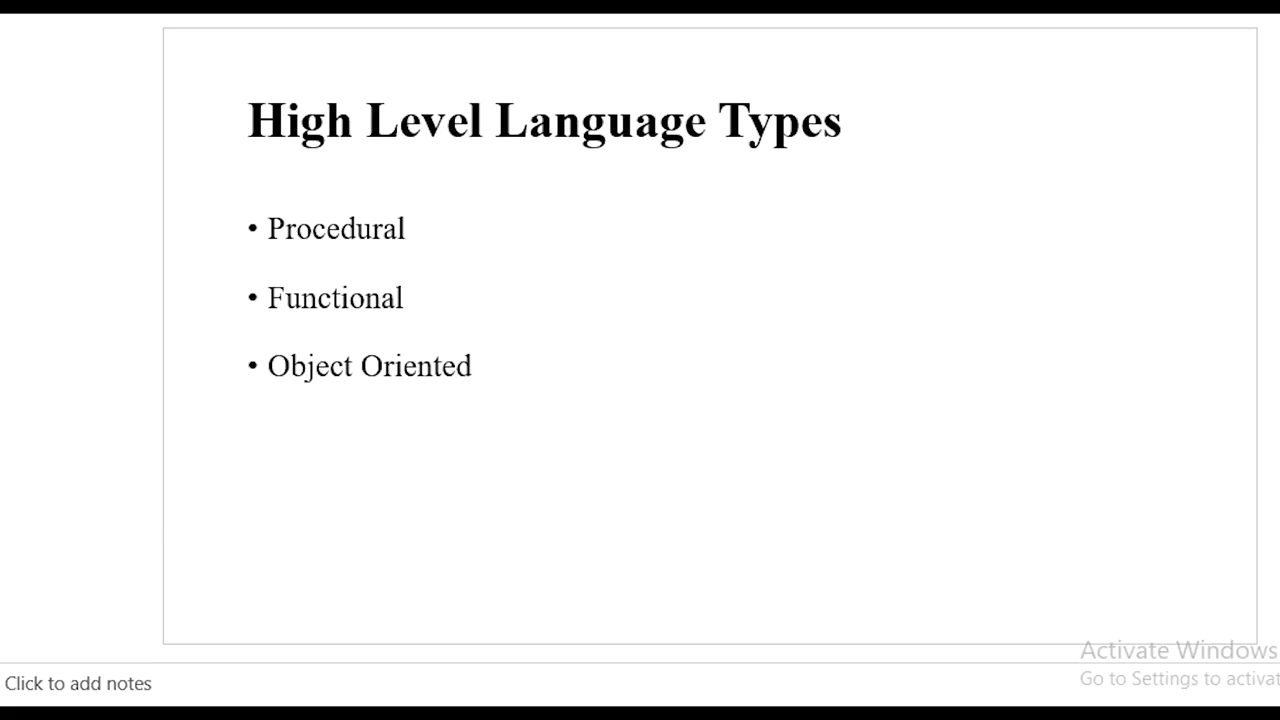 High Level Language Types
• Procedural
• Functional
• Object Oriented
Activate Windows
Go to Settings to activat
Click to add notes